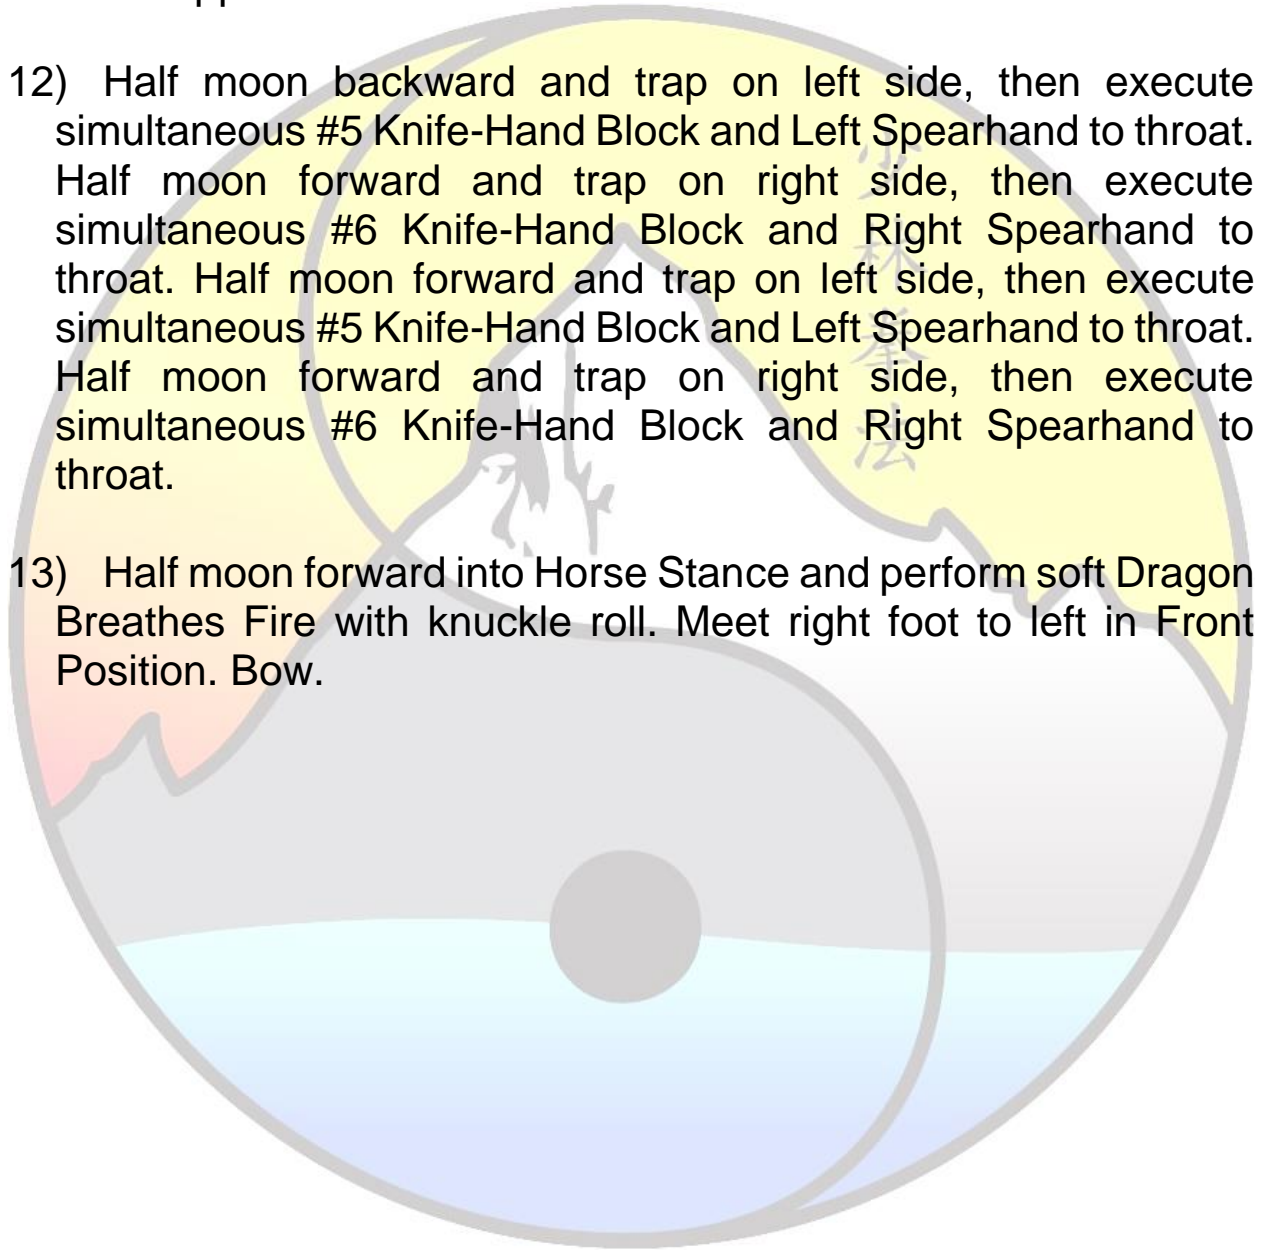 12) Half moon backward and trap on left side, then execute
simultaneous #5 Knife-Hand Block and Left Spearhand to throat.
Half moon forward and trap on right side, then execute
simultaneous #6 Knife-Hand Block and Right Spearhand to
throat. Half moon forward and trap on left side, then execute
simultaneous #5 Knife-Hand Block and Left Spearhand to throat.
Half moon forward and trap on right side, then execute
simultaneous #6 Knife-Hand Block and Right Spearhand to
throat.
13) Half moon forward into Horse Stance and perform soft Dragon
Breathes Fire with knuckle roll. Meet right foot to left in Front
Position. Bow.
少林拳法